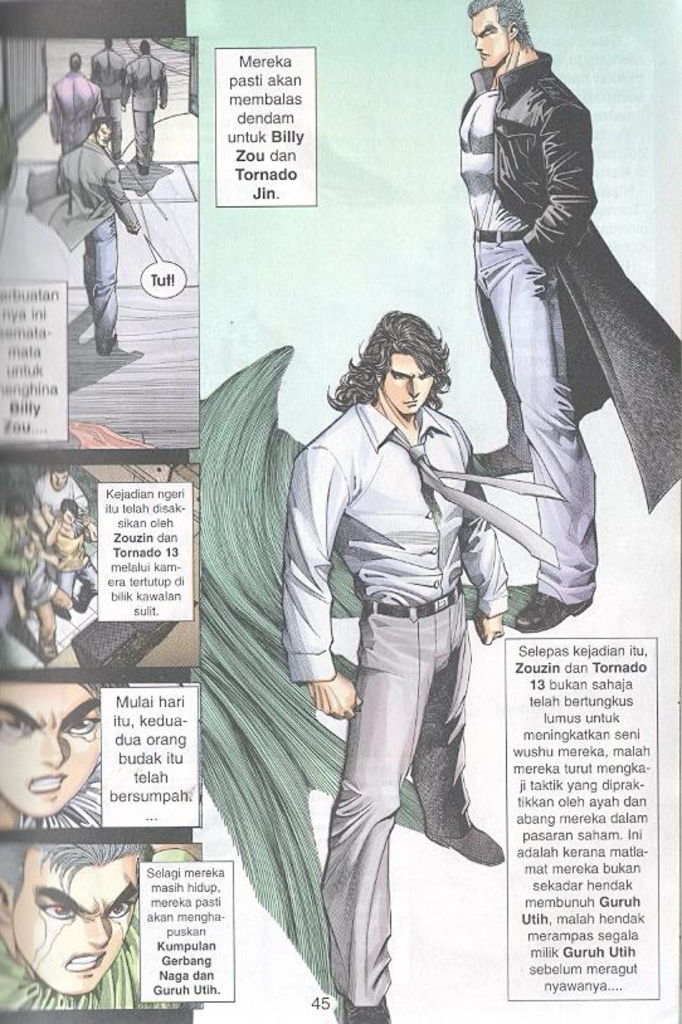 Tut!
arbuatan
nya ini
semata-
mata
untuk
Billy
Zou....
Kejadian ngeri
itu telah disak-
sikan oleh
Zouzin dan
Tornado 13
melalui kam-
era tertutup di
bilik kawalan
sulit.
Mulai hari
itu, kedua-
dua orang
budak itu
telah
bersumpah.
...
Selagi mereka
masih hidup,
mereka pasti
akan mengha-
puskan
Kumpulan
Gerbang
Naga dan
Guruh Utih.
Mereka
pasti akan
membalas
dendam
untuk Billy
Zou dan
Tornado
Jin.
Selepas kejadian itu,
Zouzin dan Tornado
13 bukan sahaja
telah bertungkus
lumus untuk
meningkatkan seni
wushu mereka, malah
mereka turut mengka-
ji taktik yang diprak-
tikkan oleh ayah dan
abang mereka dalam
pasaran saham. Ini
adalah kerana matla-
mat mereka bukan
sekadar hendak
membunuh Guruh
Utih, malah hendak
merampas segala
milik Guruh Utih
sebelum meragut
nyawanya....
45